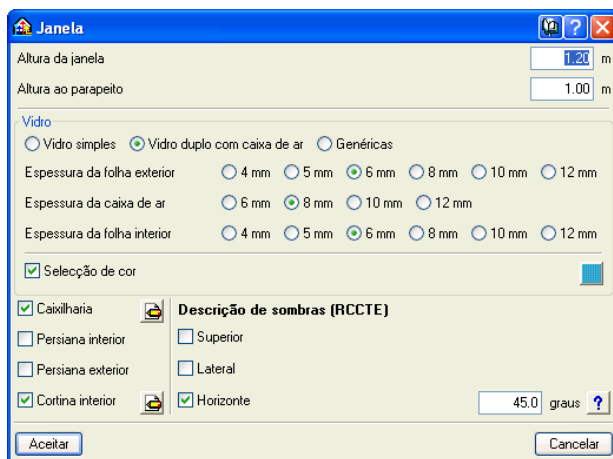 Janela
Altura da janela 1.20 m
Altura ao parapeito 1.00 m
Vidro
Vidro simples Vidro duplo com caixa de ar Genéricas
Espessura da folha exterior 4 mm 5 mm 6 mm 8 mm 10 mm 12 mm
Espessura da caixa de ar 6 mm 8 mm 10 mm 12 mm
Espessura da folha interior 4 mm 5 mm 6 mm 8 mm 10 mm 12 mm
Selecção de cor
Caixilharia Descrição de sombras (RCCTE)
Persiana interior Superior
Persiana exterior Lateral
Cortina interior Horizonte 45.0 graus ?
Aceitar Cancelar